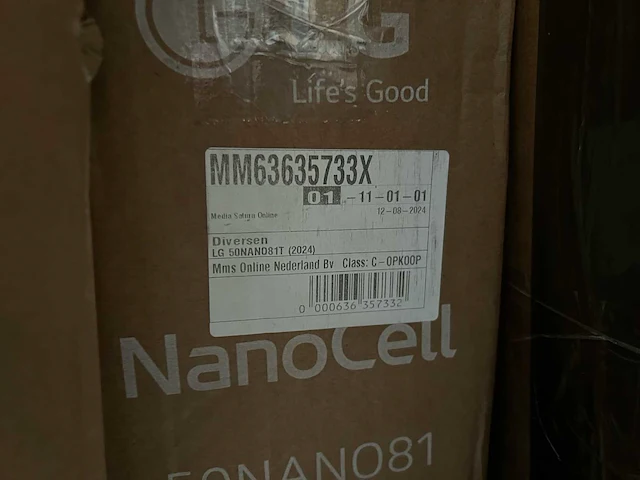 LG
Life's Good
MM63635733X
01 -11-01-01
Media Saturn Online 12-08-2024
Diversen
LG 50NANO81T (2024)
Mms Online Nederland Bv Class: C - OPKOOP
0 000636 357332
NanoCell
50NANO81